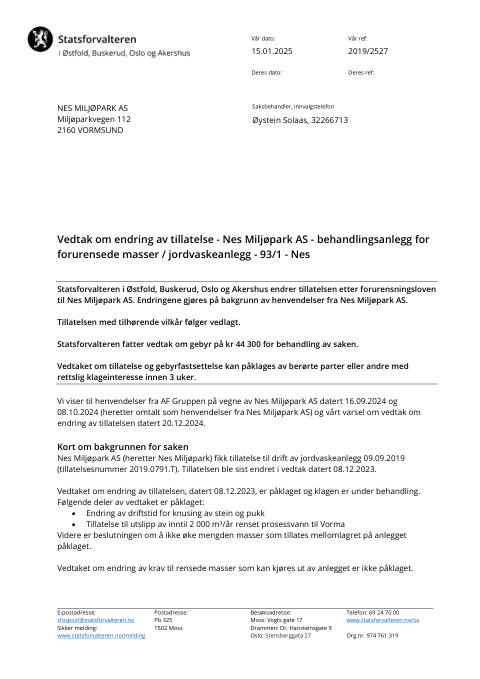 Statsforvalteren
i Østfold, Buskerud, Oslo og Akershus
Vår dato:
Vår ref:
15.01.2025
2019/2527
Deres dato:
Deres ref:
NES MILJØPARK AS
Miljøparkvegen 112
2160 VORMSUND
Saksbehandler, innvalgstelefon
Øystein Solaas, 32266713
Vedtak om endring av tillatelse - Nes Miljøpark AS - behandlingsanlegg for
forurensede masser / jordvaskeanlegg - 93/1 - Nes
Statsforvalteren i Østfold, Buskerud, Oslo og Akershus endrer tillatelsen etter forurensningsloven
til Nes Miljøpark AS. Endringene gjøres på bakgrunn av henvendelser fra Nes Miljøpark AS.
Tillatelsen med tilhørende vilkår følger vedlagt.
Statsforvalteren fatter vedtak om gebyr på kr 44 300 for behandling av saken.
Vedtaket om tillatelse og gebyrfastsettelse kan påklages av berørte parter eller andre med
rettslig klageinteresse innen 3 uker.
Vi viser til henvendelser fra AF Gruppen på vegne av Nes Miljøpark AS datert 16.09.2024 og
08.10.2024 (heretter omtalt som henvendelser fra Nes Miljøpark AS) og vårt varsel om vedtak om
endring av tillatelsen datert 20.12.2024.
Kort om bakgrunnen for saken
Nes Miljøpark AS (heretter Nes Miljøpark) fikk tillatelse til drift av jordvaskeanlegg 09.09.2019
(tillatelsesnummer 2019.0791.T). Tillatelsen ble sist endret i vedtak datert 08.12.2023.
Vedtaket om endring av tillatelsen, datert 08.12.2023, er påklaget og klagen er under behandling.
Følgende deler av vedtaket er påklaget:
• Endring av driftstid for knusing av stein og pukk
• Tillatelse til utslipp av inntil 2 000 m³/år renset prosessvann til Vorma
Videre er beslutningen om å ikke øke mengden masser som tillates mellomlagret på anlegget
påklaget.
Vedtaket om endring av krav til rensede masser som kan kjøres ut av anlegget er ikke påklaget.
E-postadresse:
sfospost@statsforvalteren.no
Sikker melding:
www.statsforvalteren.no/melding
Postadresse:
Pb 325
1502 Moss
Besøksadresse:
Moss: Vogts gate 17
Drammen: Dr. Hansteinsgate 9
Oslo: Stensberggata 27
Telefon: 69 24 70 00
www.statsforvalteren.no/ov
Org.nr. 974 761 319